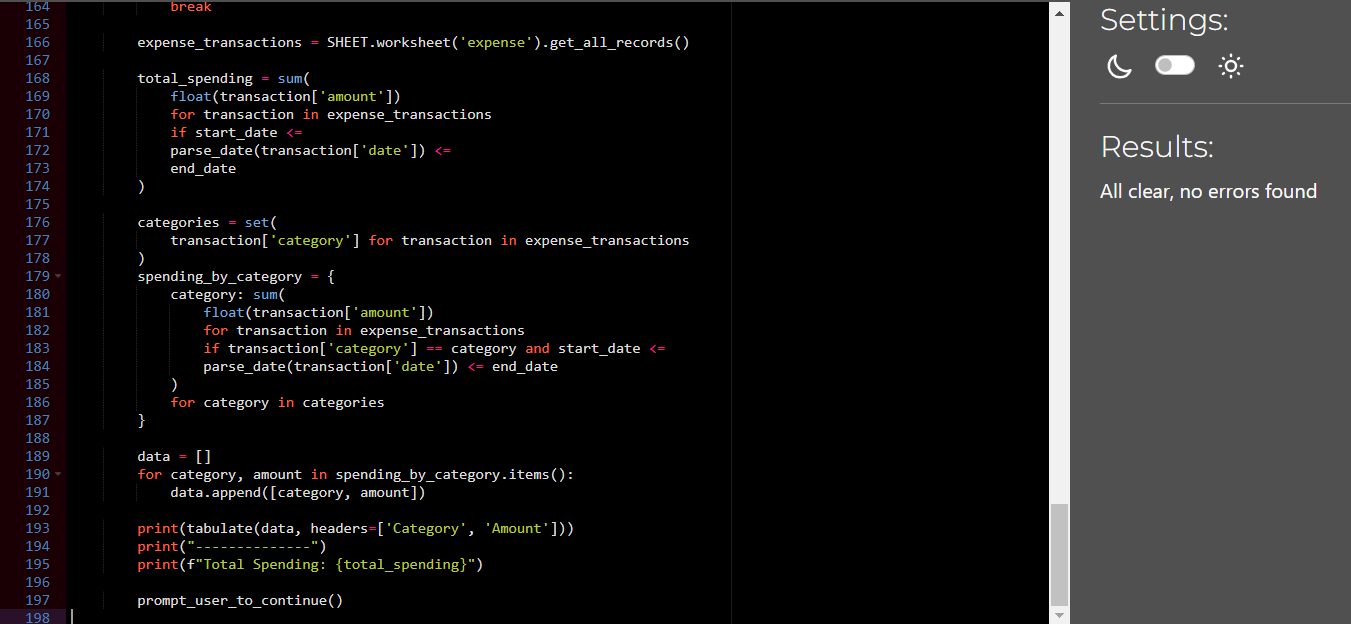 164 break
165
166 expense_transactions = SHEET.worksheet('expense').get_all_records()
167
168 total_spending = sum(
169 float(transaction['amount'])
170 for transaction in expense_transactions
171 if start_date <=
172 parse_date(transaction['date']) <=
173 end_date
174 )
175
176 categories = set(
177 transaction['category'] for transaction in expense_transactions
178 )
179 spending_by_category = {
180 category: sum(
181 float(transaction['amount'])
182 for transaction in expense_transactions
183 if transaction['category'] == category and start_date <=
184 parse_date(transaction['date']) <= end_date
185 )
186 for category in categories
187 }
188
189 data = []
190 for category, amount in spending_by_category.items():
191 data.append([category, amount])
192
193 print(tabulate(data, headers=['Category', 'Amount']))
194 print("--------------")
195 print(f"Total Spending: {total_spending}")
196
197 prompt_user_to_continue()
198
Settings:
Results:
All clear, no errors found